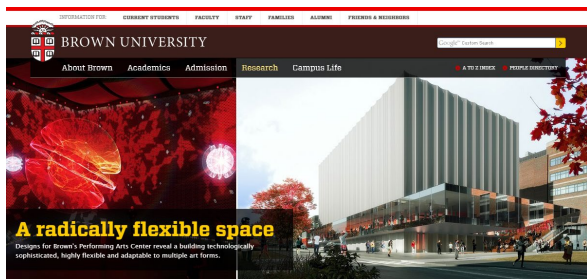 INFORMATION FOR CURRENT STUDENTS FACULTY STAFF FAMILIES ALUMNI FRIENDS & NEIGHBORS
BROWN UNIVERSITY
Google™ Custom Search
About Brown Academics Admission Research Campus Life A TO Z INDEX PEOPLE DIRECTORY
A radically flexible space
Designs for Brown's Performing Arts Center reveal a building technologically
sophisticated, highly flexible and adaptable to multiple art forms.